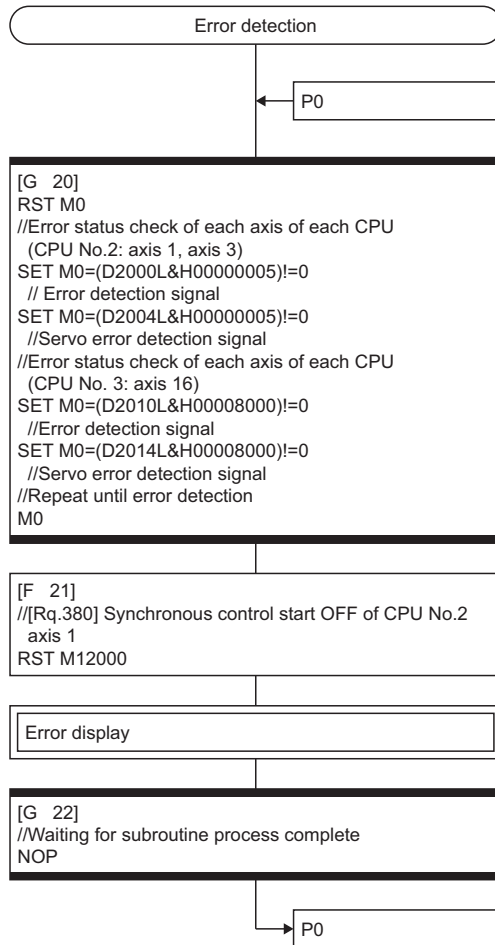 Error detection
P0
[G 20]
RST M0
//Error status check of each axis of each CPU
(CPU No.2: axis 1, axis 3)
SET M0=(D2000L&H00000005)!=0
// Error detection signal
SET M0=(D2004L&H00000005)!=0
//Servo error detection signal
//Error status check of each axis of each CPU
(CPU No. 3: axis 16)
SET M0=(D2010L&H00008000)!=0
//Error detection signal
SET M0=(D2014L&H00008000)!=0
//Servo error detection signal
//Repeat until error detection
M0
[F 21]
//[Rq.380] Synchronous control start OFF of CPU No.2
axis 1
RST M12000
Error display
[G 22]
//Waiting for subroutine process complete
NOP
P0